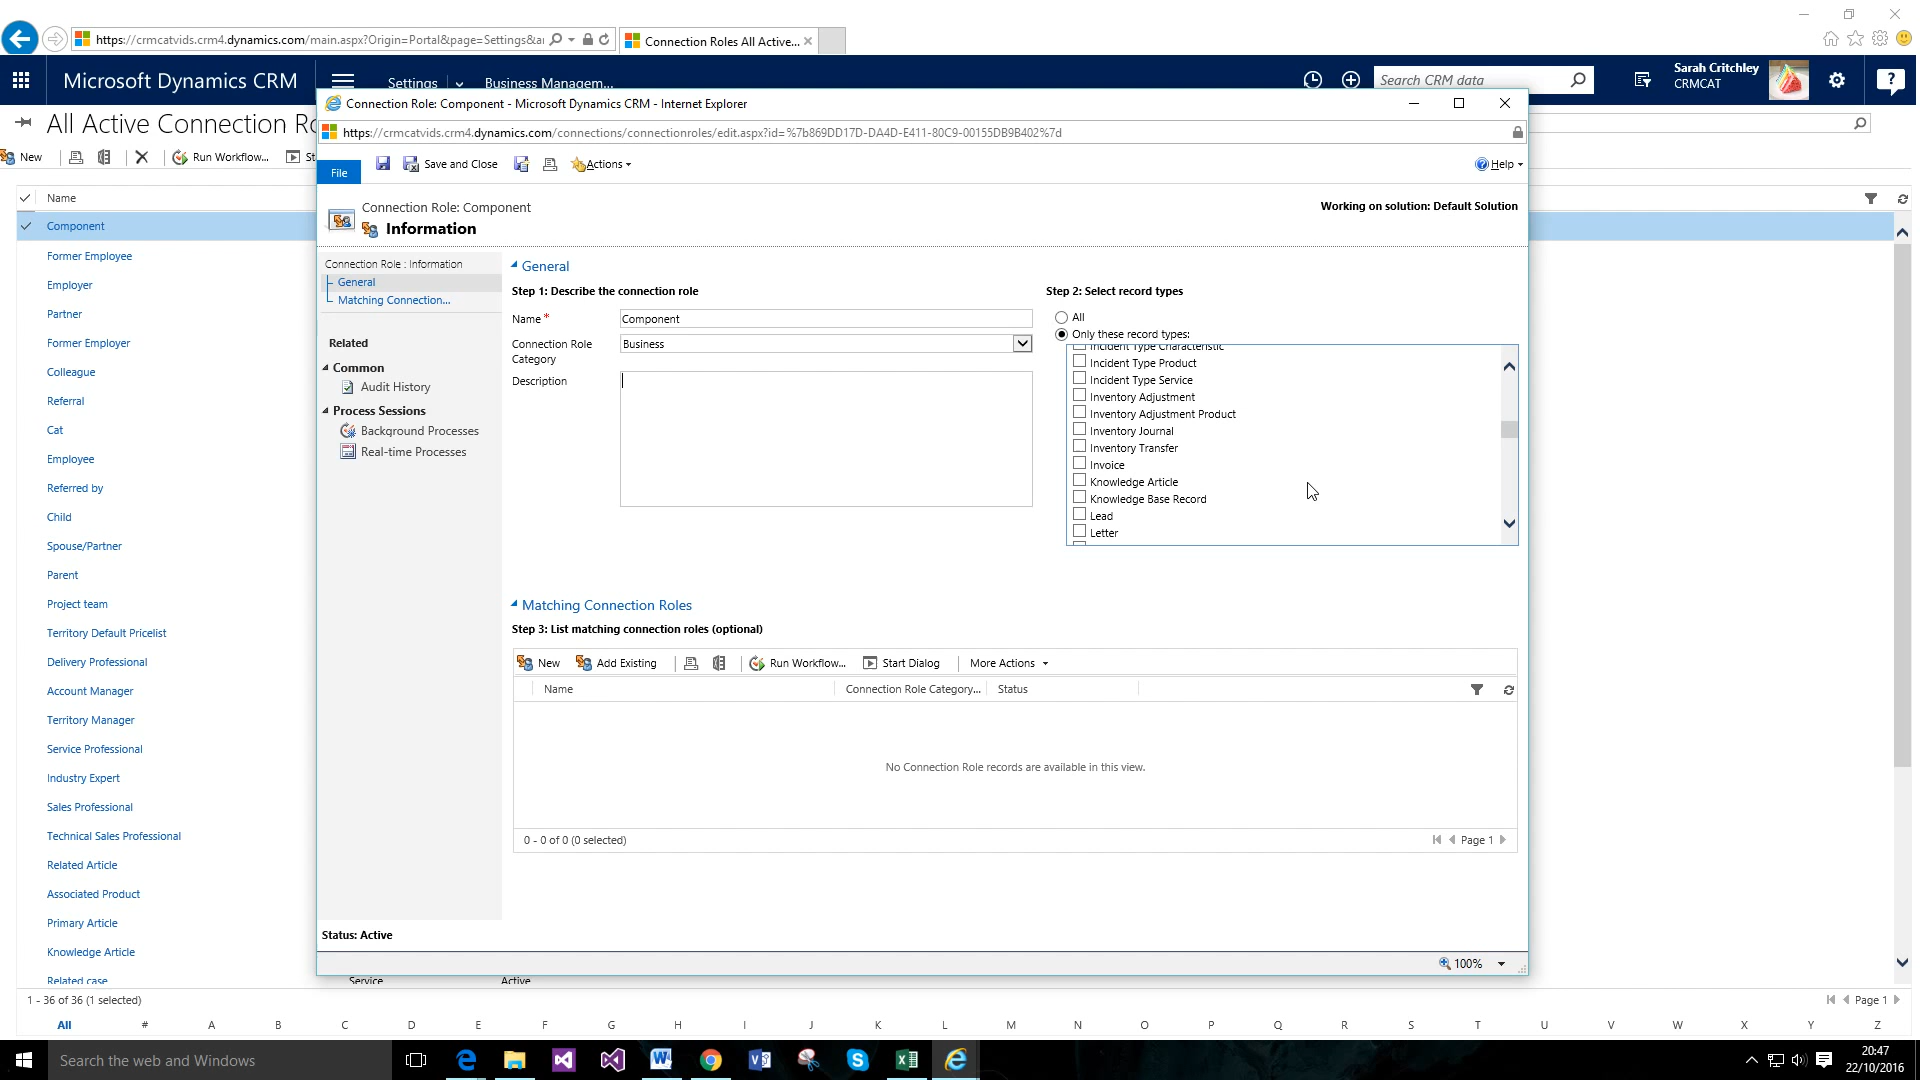 https://crmcatvids.crm4.dynamics.com/main.aspx?Origin=Portal&page=Settings&ar
Connection Roles All Active...
Microsoft Dynamics CRM
Settings
Business Managem...
Search CRM data
Sarah Critchley
CRMCAT
All Active Connection Ro
New
Run Workflow...
St
Name
Component
Former Employee
Employer
Partner
Former Employer
Colleague
Referral
Cat
Employee
Referred by
Child
Spouse/Partner
Parent
Project team
Territory Default Pricelist
Delivery Professional
Account Manager
Territory Manager
Service Professional
Industry Expert
Sales Professional
Technical Sales Professional
Related Article
Associated Product
Primary Article
Knowledge Article
Related case
Service
Active
1 - 36 of 36 (1 selected)
Page 1
All # A B C D E F G H I J K L M N O P Q R S T U V W X Y Z
Connection Role: Component - Microsoft Dynamics CRM - Internet Explorer
https://crmcatvids.crm4.dynamics.com/connections/connectionroles/edit.aspx?id=%7b869DD17D-DA4D-E411-80C9-00155DB9B402%7d
File
Save and Close
Actions
Help
Connection Role: Component
Information
Working on solution: Default Solution
Connection Role : Information
General
Matching Connection...
Related
Common
Audit History
Process Sessions
Background Processes
Real-time Processes
General
Step 1: Describe the connection role
Name *
Component
Connection Role Category
Business
Description
Step 2: Select record types
All
Only these record types:
Incident Type Characteristic
Incident Type Product
Incident Type Service
Inventory Adjustment
Inventory Adjustment Product
Inventory Journal
Inventory Transfer
Invoice
Knowledge Article
Knowledge Base Record
Lead
Letter
Matching Connection Roles
Step 3: List matching connection roles (optional)
New
Add Existing
Run Workflow...
Start Dialog
More Actions
Name
Connection Role Category...
Status
No Connection Role records are available in this view.
0 - 0 of 0 (0 selected)
Page 1
Status: Active
100%
Search the web and Windows
20:47
22/10/2016